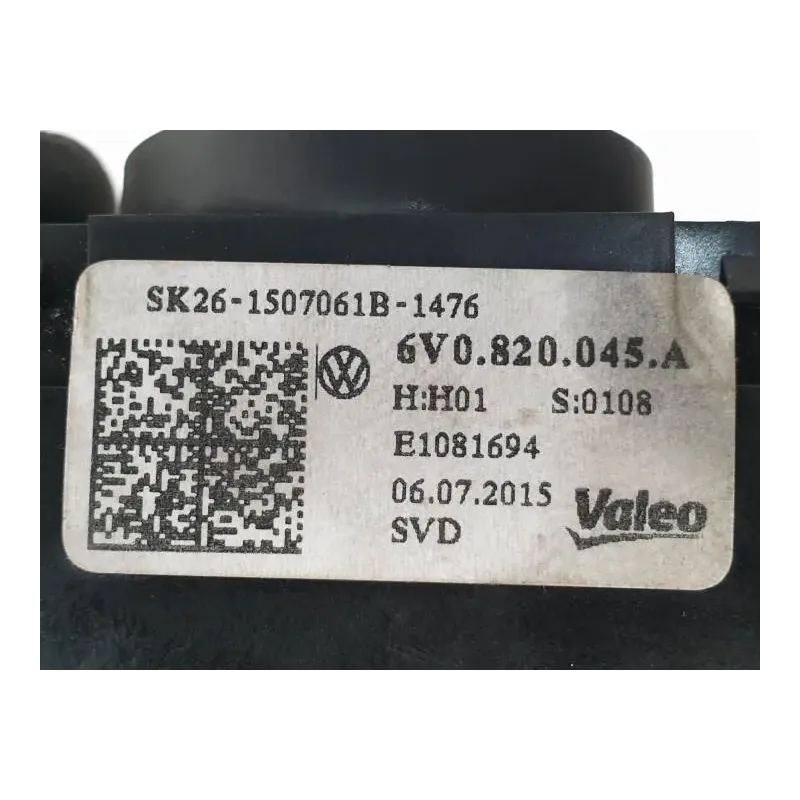 SK26-1507061B-1476
6V0.820.045.A
H:H01 S:0108
E1081694
06.07.2015
SVD
Valeo